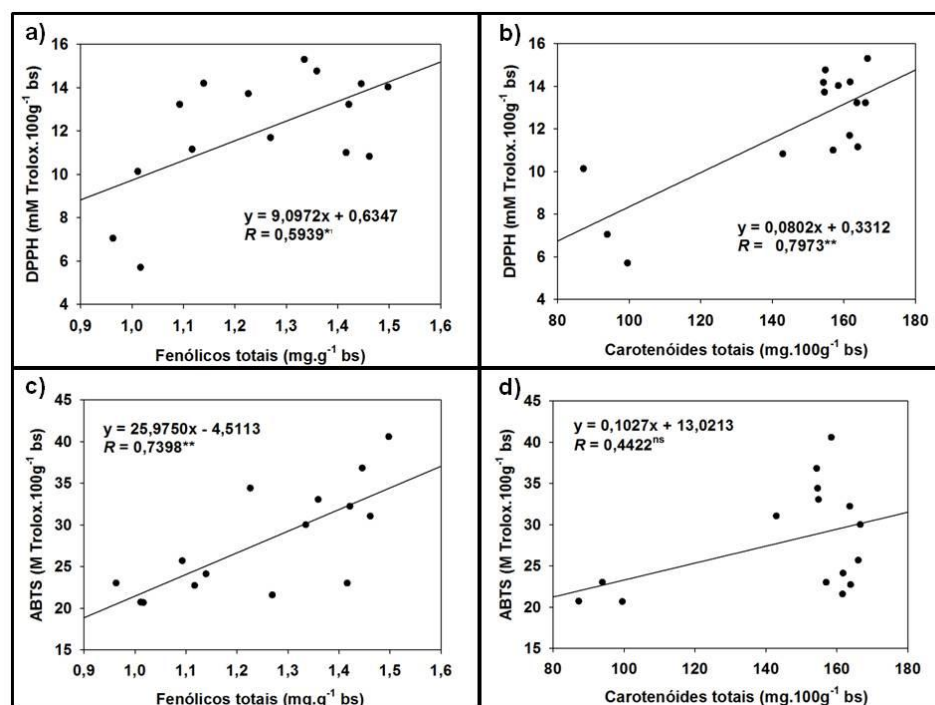 a)
16
14
12
10
8
6
4
DPPH (mM Trolox.100g⁻¹ bs)
y = 9,0972x + 0,6347
R = 0,5939*
0,9 1,0 1,1 1,2 1,3 1,4 1,5 1,6
Fenólicos totais (mg.g⁻¹ bs)
b)
16
14
12
10
8
6
4
DPPH (mM Trolox.100g⁻¹ bs)
y = 0,0802x + 0,3312
R = 0,7973**
80 100 120 140 160 180
Carotenóides totais (mg.100g⁻¹ bs)
c)
45
40
35
30
25
20
15
ABTS (M Trolox.100g⁻¹ bs)
y = 25,9750x - 4,5113
R = 0,7398**
0,9 1,0 1,1 1,2 1,3 1,4 1,5 1,6
Fenólicos totais (mg.g⁻¹ bs)
d)
45
40
35
30
25
20
15
ABTS (M Trolox.100g⁻¹ bs)
y = 0,1027x + 13,0213
R = 0,4422ⁿˢ
80 100 120 140 160 180
Carotenóides totais (mg.100g⁻¹ bs)